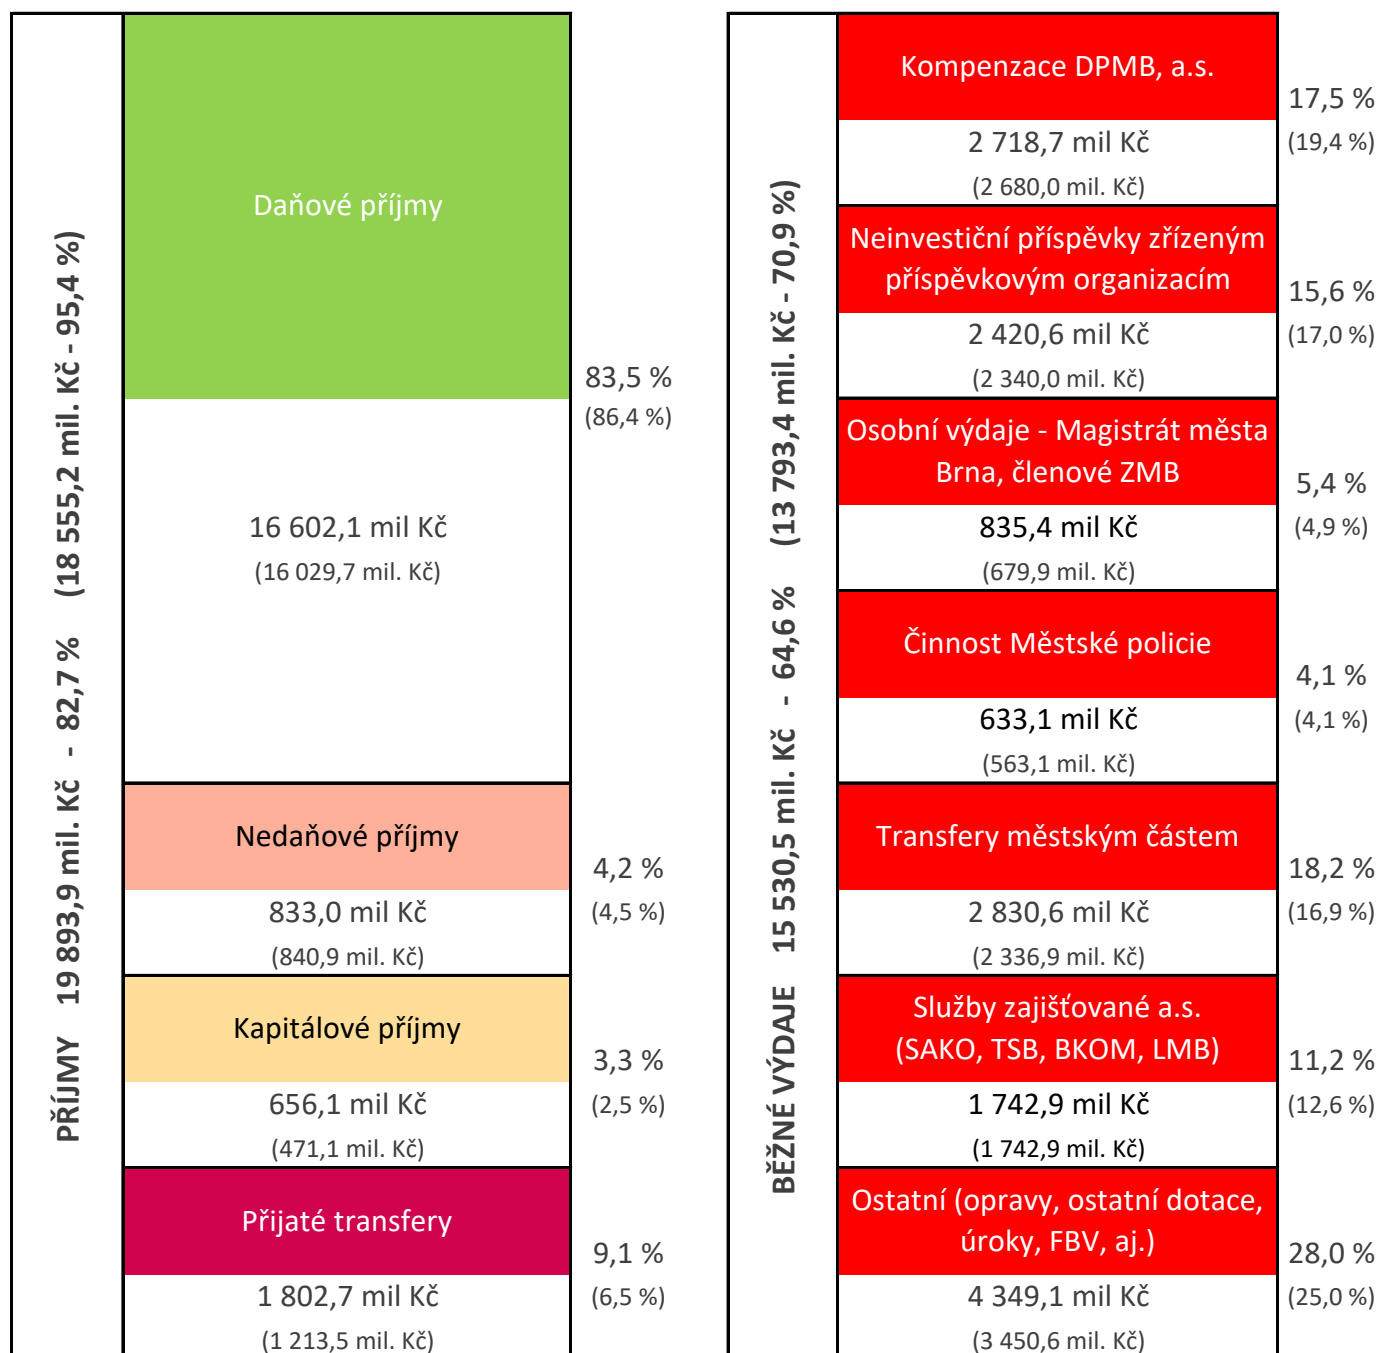 PŘÍJMY 19 893,9 mil. Kč - 82,7 % (18 555,2 mil. Kč - 95,4 %)
Daňové příjmy
16 602,1 mil Kč
(16 029,7 mil. Kč)
83,5 %
(86,4 %)
Nedaňové příjmy
833,0 mil Kč
(840,9 mil. Kč)
4,2 %
(4,5 %)
Kapitálové příjmy
656,1 mil Kč
(471,1 mil. Kč)
3,3 %
(2,5 %)
Přijaté transfery
1 802,7 mil Kč
(1 213,5 mil. Kč)
9,1 %
(6,5 %)
BĚŽNÉ VÝDAJE 15 530,5 mil. Kč - 64,6 % (13 793,4 mil. Kč - 70,9 %)
Kompenzace DPMB, a.s.
2 718,7 mil Kč
(2 680,0 mil. Kč)
17,5 %
(19,4 %)
Neinvestiční příspěvky zřízeným
příspěvkovým organizacím
2 420,6 mil Kč
(2 340,0 mil. Kč)
15,6 %
(17,0 %)
Osobní výdaje - Magistrát města
Brna, členové ZMB
835,4 mil Kč
(679,9 mil. Kč)
5,4 %
(4,9 %)
Činnost Městské policie
633,1 mil Kč
(563,1 mil. Kč)
4,1 %
(4,1 %)
Transfery městským částem
2 830,6 mil Kč
(2 336,9 mil. Kč)
18,2 %
(16,9 %)
Služby zajišťované a.s.
(SAKO, TSB, BKOM, LMB)
1 742,9 mil Kč
(1 742,9 mil. Kč)
11,2 %
(12,6 %)
Ostatní (opravy, ostatní dotace,
úroky, FBV, aj.)
4 349,1 mil Kč
(3 450,6 mil. Kč)
28,0 %
(25,0 %)